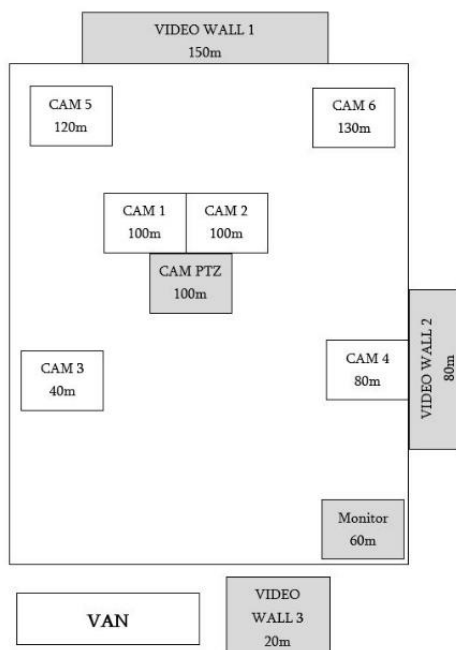 VIDEO WALL 1
150m
CAM 5
120m
CAM 6
130m
CAM 1
100m
CAM 2
100m
CAM PTZ
100m
VIDEO WALL 2
80m
CAM 3
40m
CAM 4
80m
Monitor
60m
VAN
VIDEO
WALL 3
20m